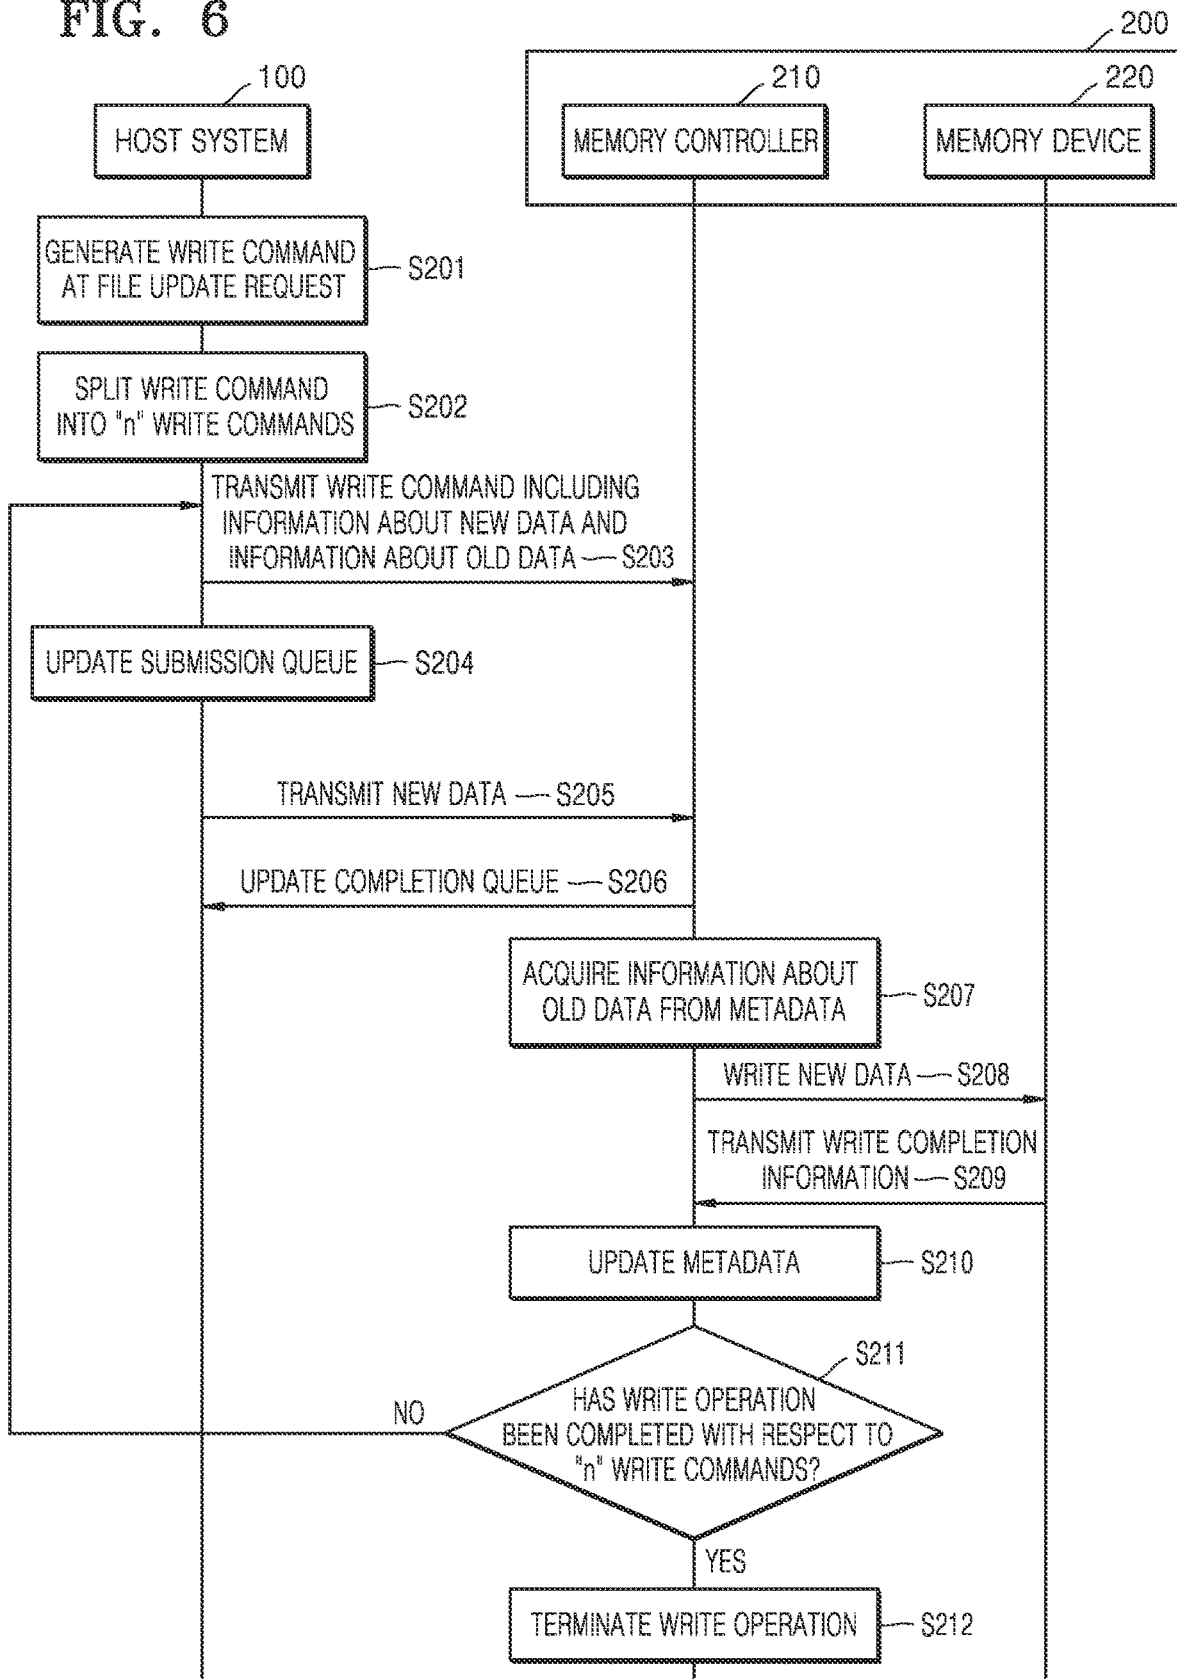 FIG. 6
200
100
210
220
HOST SYSTEM
MEMORY CONTROLLER
MEMORY DEVICE
GENERATE WRITE COMMAND
AT FILE UPDATE REQUEST
S201
SPLIT WRITE COMMAND
INTO "n" WRITE COMMANDS
S202
TRANSMIT WRITE COMMAND INCLUDING
INFORMATION ABOUT NEW DATA AND
INFORMATION ABOUT OLD DATA S203
UPDATE SUBMISSION QUEUE
S204
TRANSMIT NEW DATA S205
UPDATE COMPLETION QUEUE S206
ACQUIRE INFORMATION ABOUT
OLD DATA FROM METADATA
S207
WRITE NEW DATA S208
TRANSMIT WRITE COMPLETION
INFORMATION S209
UPDATE METADATA
S210
S211
HAS WRITE OPERATION
BEEN COMPLETED WITH RESPECT TO
"n" WRITE COMMANDS?
NO
YES
TERMINATE WRITE OPERATION
S212